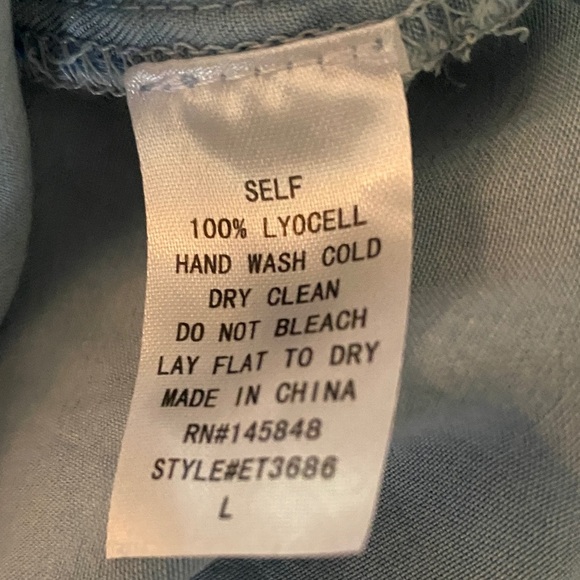 SELF
100% LYOCELL
HAND WASH COLD
DRY CLEAN
DO NOT BLEACH
LAY FLAT TO DRY
MADE IN CHINA
RN#145848
STYLE#ET3686
L